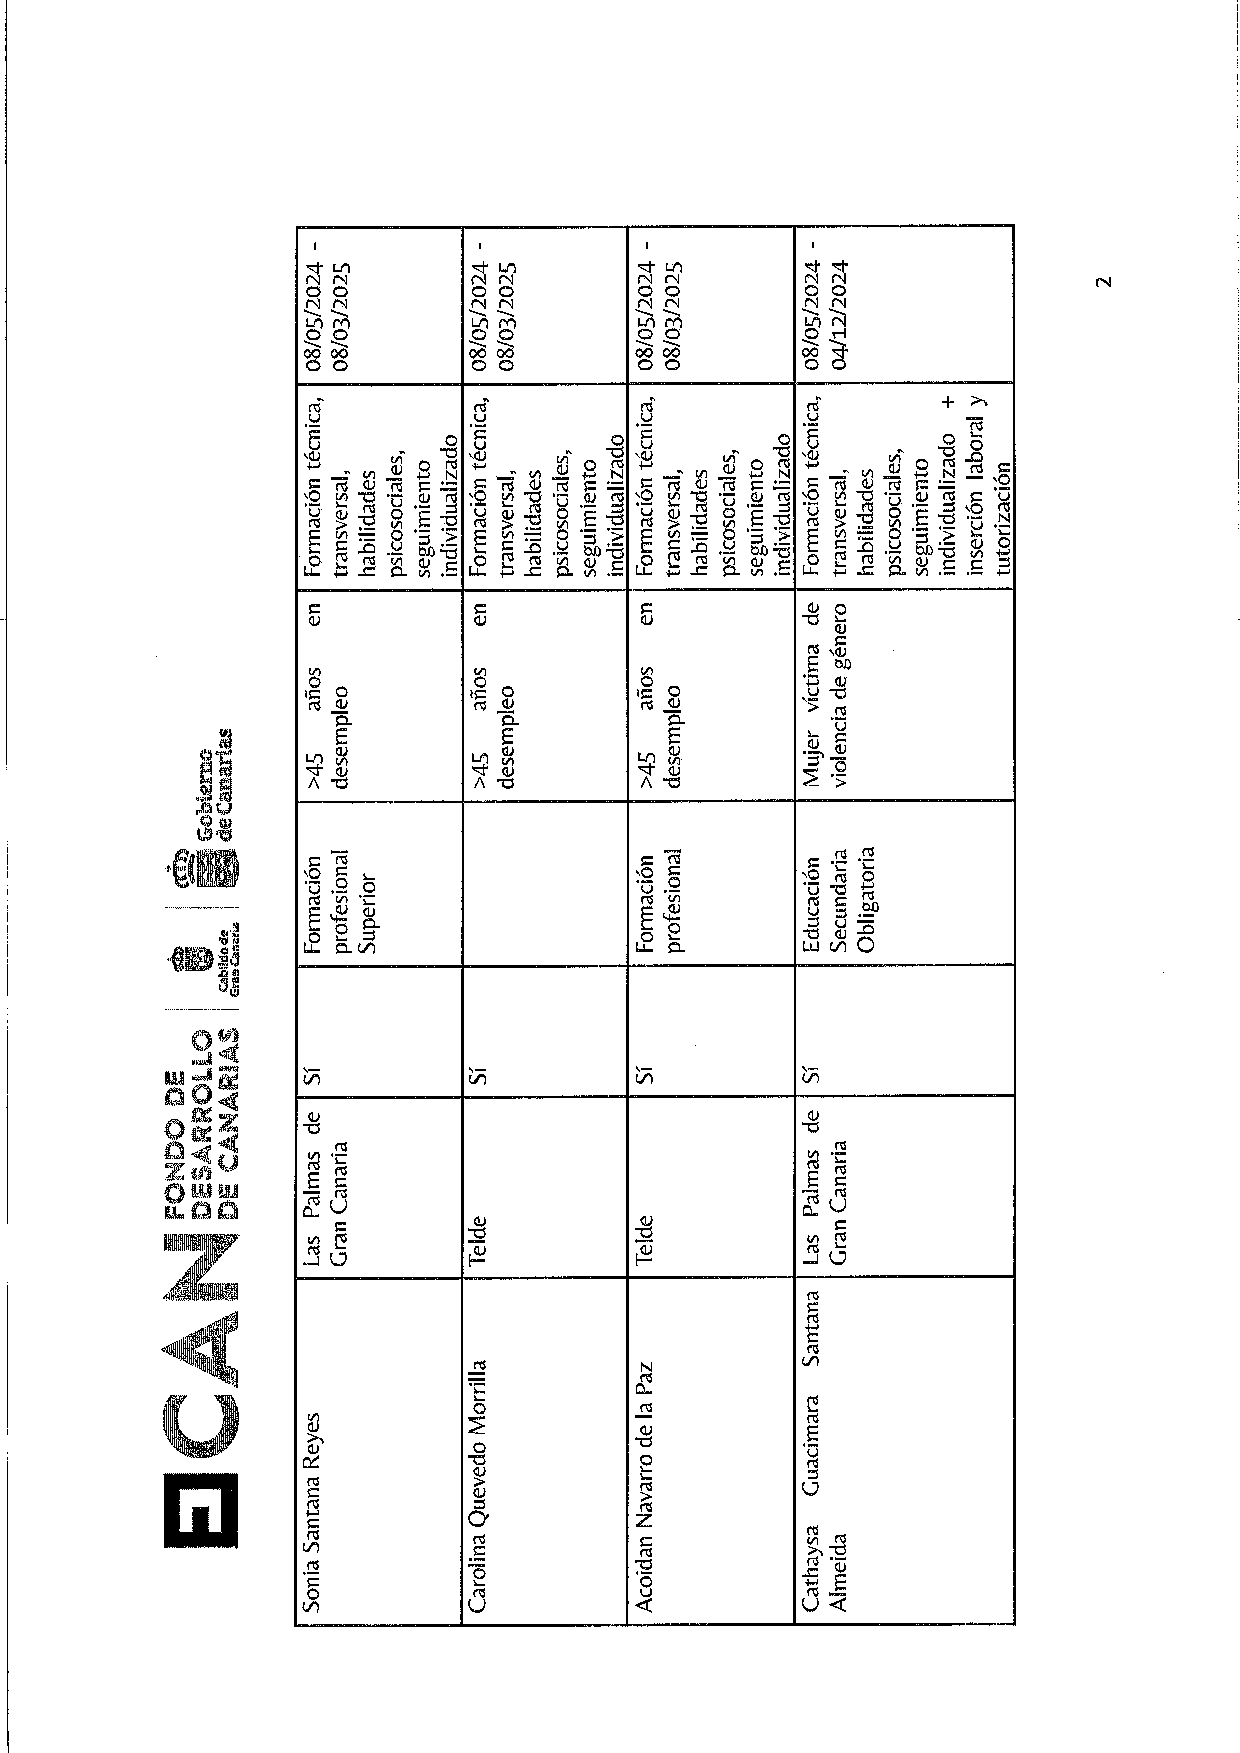 FCAN
FONDO DE
DESARROLLO
DE CANARIAS
Cabildo de
Gran Canaria
Gobierno
de Canarias
Sonia Santana Reyes
Las Palmas de
Gran Canaria
Sí
Formación
profesional
Superior
>45 años en
desempleo
Formación técnica,
transversal,
habilidades
psicosociales,
seguimiento
individualizado
08/05/2024 -
08/03/2025
Carolina Quevedo Morrilla
Telde
Sí
>45 años en
desempleo
Formación técnica,
transversal,
habilidades
psicosociales,
seguimiento
individualizado
08/05/2024 -
08/03/2025
Acoidan Navarro de la Paz
Telde
Sí
Formación
profesional
>45 años en
desempleo
Formación técnica,
transversal,
habilidades
psicosociales,
seguimiento
individualizado
08/05/2024 -
08/03/2025
Cathaysa Guacimara Santana
Almeida
Las Palmas de
Gran Canaria
Sí
Educación
Secundaria
Obligatoria
Mujer víctima de
violencia de género
Formación técnica,
transversal,
habilidades
psicosociales,
seguimiento
individualizado +
inserción laboral y
tutorización
08/05/2024 -
04/12/2024
2